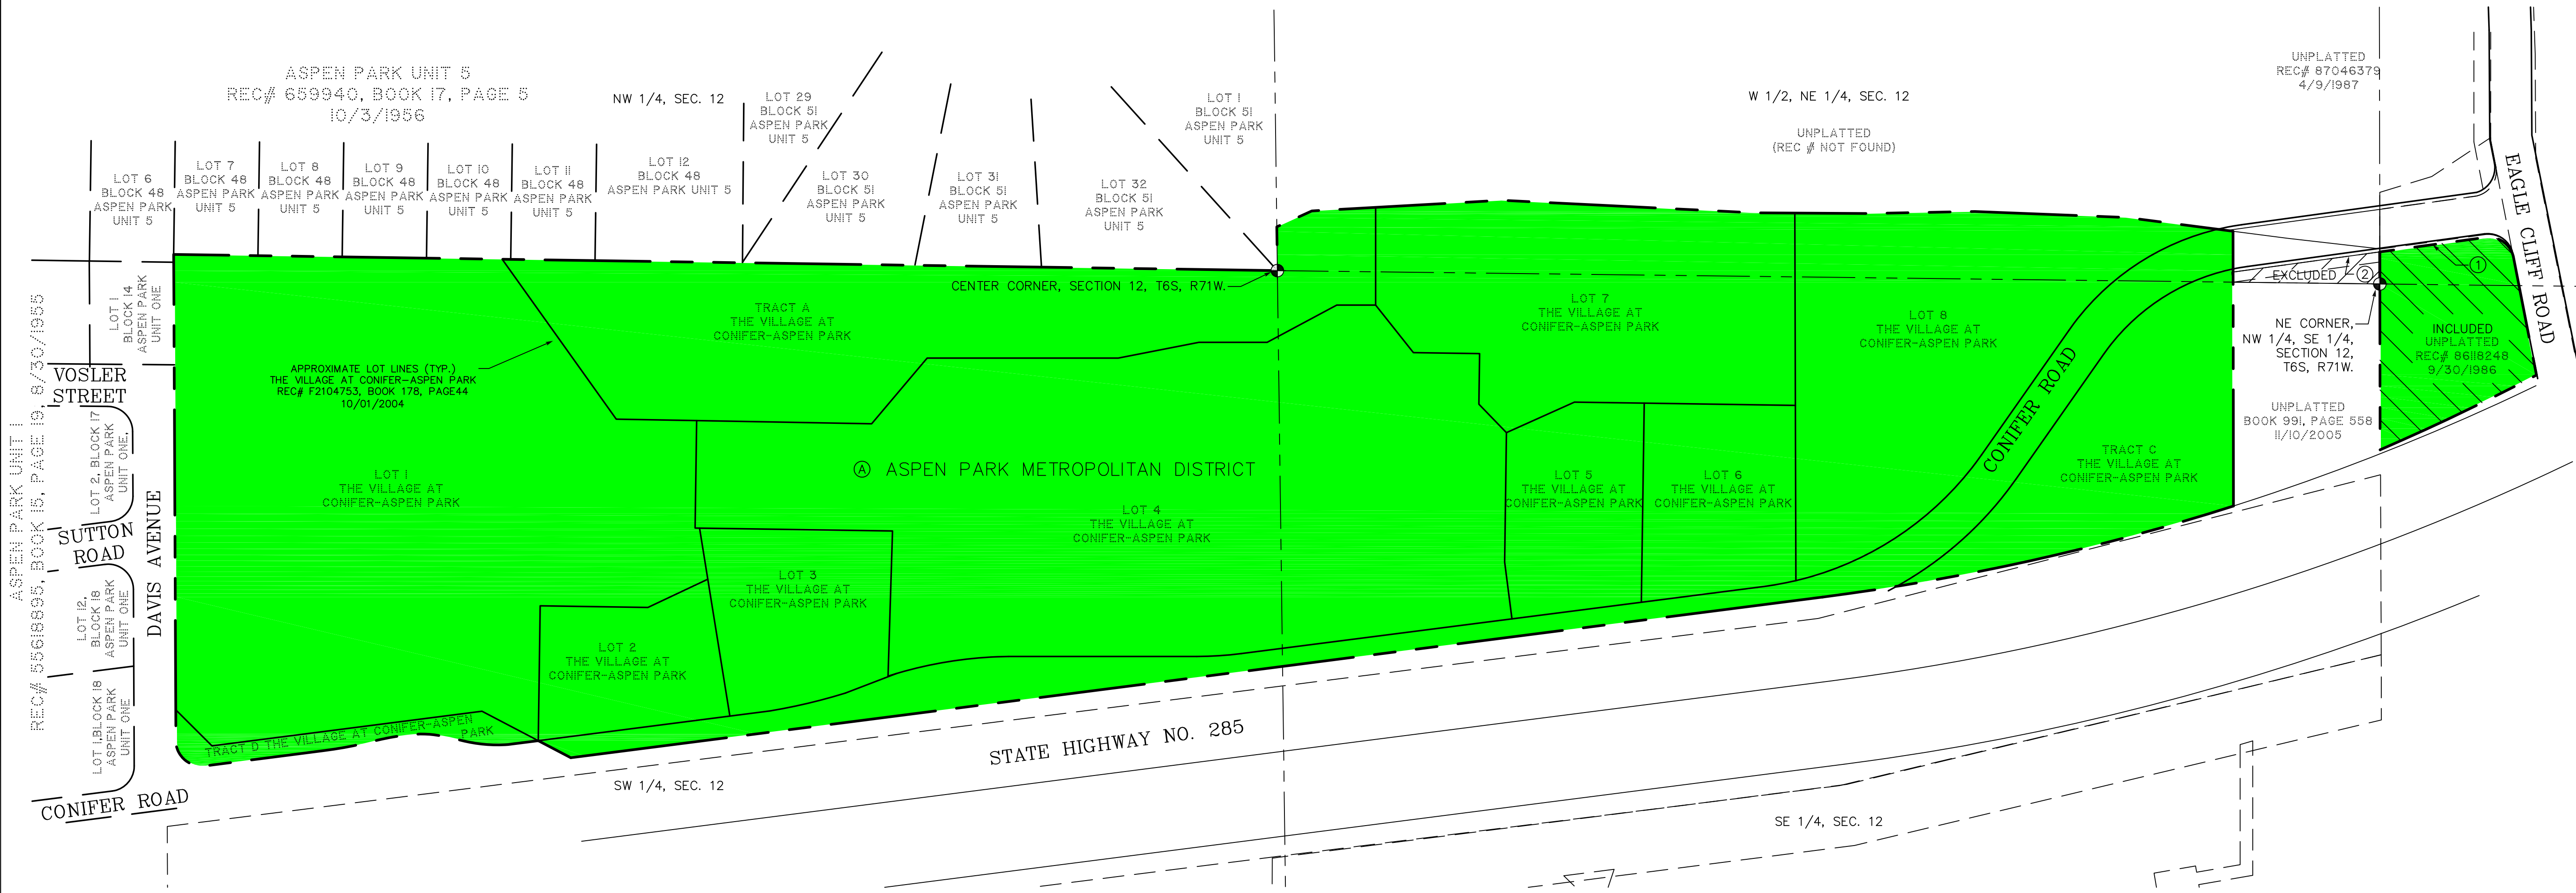 ASPEN PARK UNIT 5
REC# 659940, BOOK 17, PAGE 5
10/3/1956
NW 1/4, SEC. 12
LOT 29
BLOCK 51
ASPEN PARK
UNIT 5
LOT 1
BLOCK 51
ASPEN PARK
UNIT 5
W 1/2, NE 1/4, SEC. 12
UNPLATTED
(REC # NOT FOUND)
UNPLATTED
REC# 87046379
4/9/1987
LOT 6
BLOCK 48
ASPEN PARK
UNIT 5
LOT 7
BLOCK 48
ASPEN PARK
UNIT 5
LOT 8
BLOCK 48
ASPEN PARK
UNIT 5
LOT 9
BLOCK 48
ASPEN PARK
UNIT 5
LOT 10
BLOCK 48
ASPEN PARK
UNIT 5
LOT 11
BLOCK 48
ASPEN PARK
UNIT 5
LOT 12
BLOCK 48
ASPEN PARK UNIT 5
LOT 30
BLOCK 51
ASPEN PARK
UNIT 5
LOT 31
BLOCK 51
ASPEN PARK
UNIT 5
LOT 32
BLOCK 51
ASPEN PARK
UNIT 5
EAGLE CLIFF ROAD
CENTER CORNER, SECTION 12, T6S, R71W.
EXCLUDED
2
1
TRACT A
THE VILLAGE AT
CONIFER-ASPEN PARK
LOT 7
THE VILLAGE AT
CONIFER-ASPEN PARK
LOT 8
THE VILLAGE AT
CONIFER-ASPEN PARK
NE CORNER,
NW 1/4, SE 1/4,
SECTION 12,
T6S, R71W.
INCLUDED
UNPLATTED
REC# 86118248
9/30/1986
UNPLATTED
BOOK 991, PAGE 558
11/10/2005
APPROXIMATE LOT LINES (TYP.)
THE VILLAGE AT CONIFER-ASPEN PARK
REC# F2104753, BOOK 178, PAGE44
10/01/2004
ASPEN PARK UNIT 1
REC# 55618895, BOOK 15, PAGE 19, 8/30/1955
LOT 1
BLOCK 14
ASPEN PARK
UNIT ONE
VOSLER
STREET
LOT 2, BLOCK 17
ASPEN PARK
UNIT ONE.
SUTTON
ROAD
LOT 12,
BLOCK 18
ASPEN PARK
UNIT ONE
LOT 1,BLOCK 18
ASPEN PARK
UNIT ONE
DAVIS AVENUE
CONIFER ROAD
LOT 1
THE VILLAGE AT
CONIFER-ASPEN PARK
A ASPEN PARK METROPOLITAN DISTRICT
LOT 4
THE VILLAGE AT
CONIFER-ASPEN PARK
LOT 5
THE VILLAGE AT
CONIFER-ASPEN PARK
LOT 6
THE VILLAGE AT
CONIFER-ASPEN PARK
CONIFER ROAD
TRACT C
THE VILLAGE AT
CONIFER-ASPEN PARK
LOT 3
THE VILLAGE AT
CONIFER-ASPEN PARK
LOT 2
THE VILLAGE AT
CONIFER-ASPEN PARK
TRACT D THE VILLAGE AT CONIFER-ASPEN
PARK
STATE HIGHWAY NO. 285
SW 1/4, SEC. 12
SE 1/4, SEC. 12